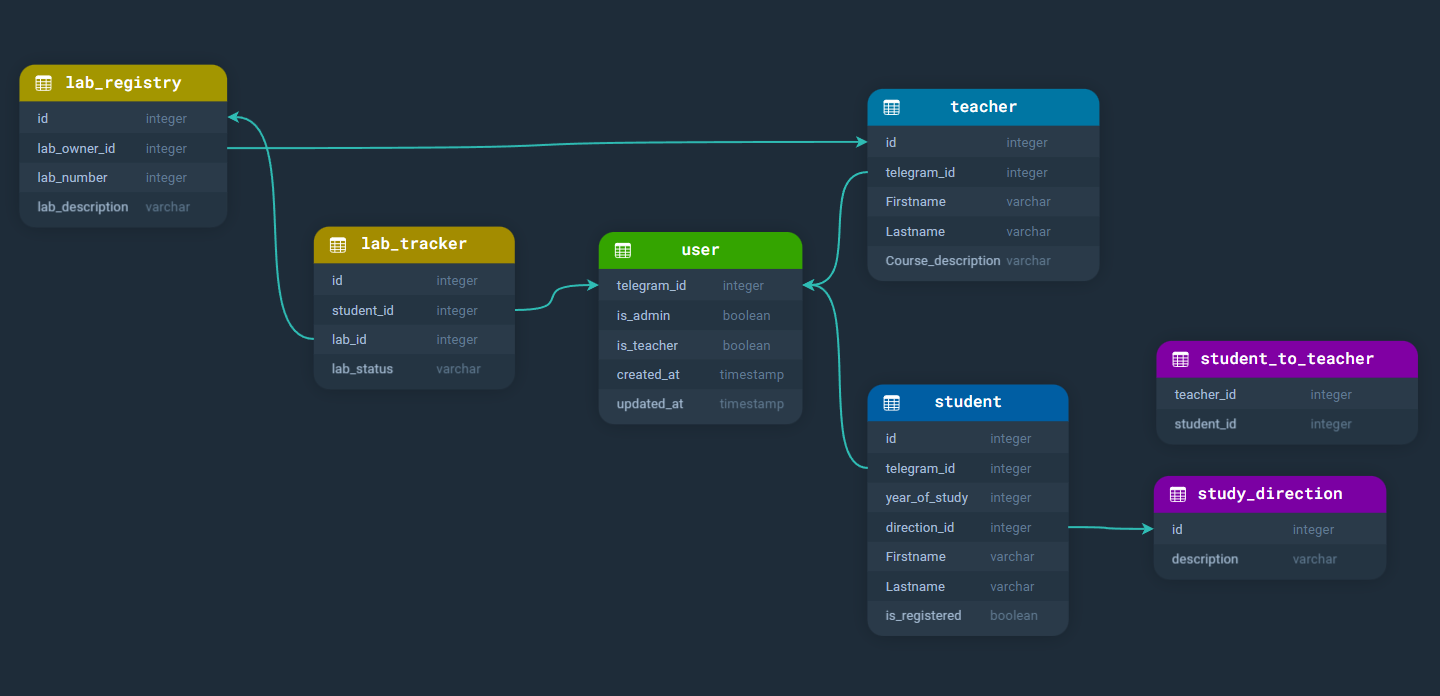 lab_registry
id integer
lab_owner_id integer
lab_number integer
lab_description varchar
teacher
id integer
telegram_id integer
Firstname varchar
Lastname varchar
Course_description varchar
lab_tracker
id integer
student_id integer
lab_id integer
lab_status varchar
user
telegram_id integer
is_admin boolean
is_teacher boolean
created_at timestamp
updated_at timestamp
student_to_teacher
teacher_id integer
student_id integer
student
id integer
telegram_id integer
year_of_study integer
direction_id integer
Firstname varchar
Lastname varchar
is_registered boolean
study_direction
id integer
description varchar